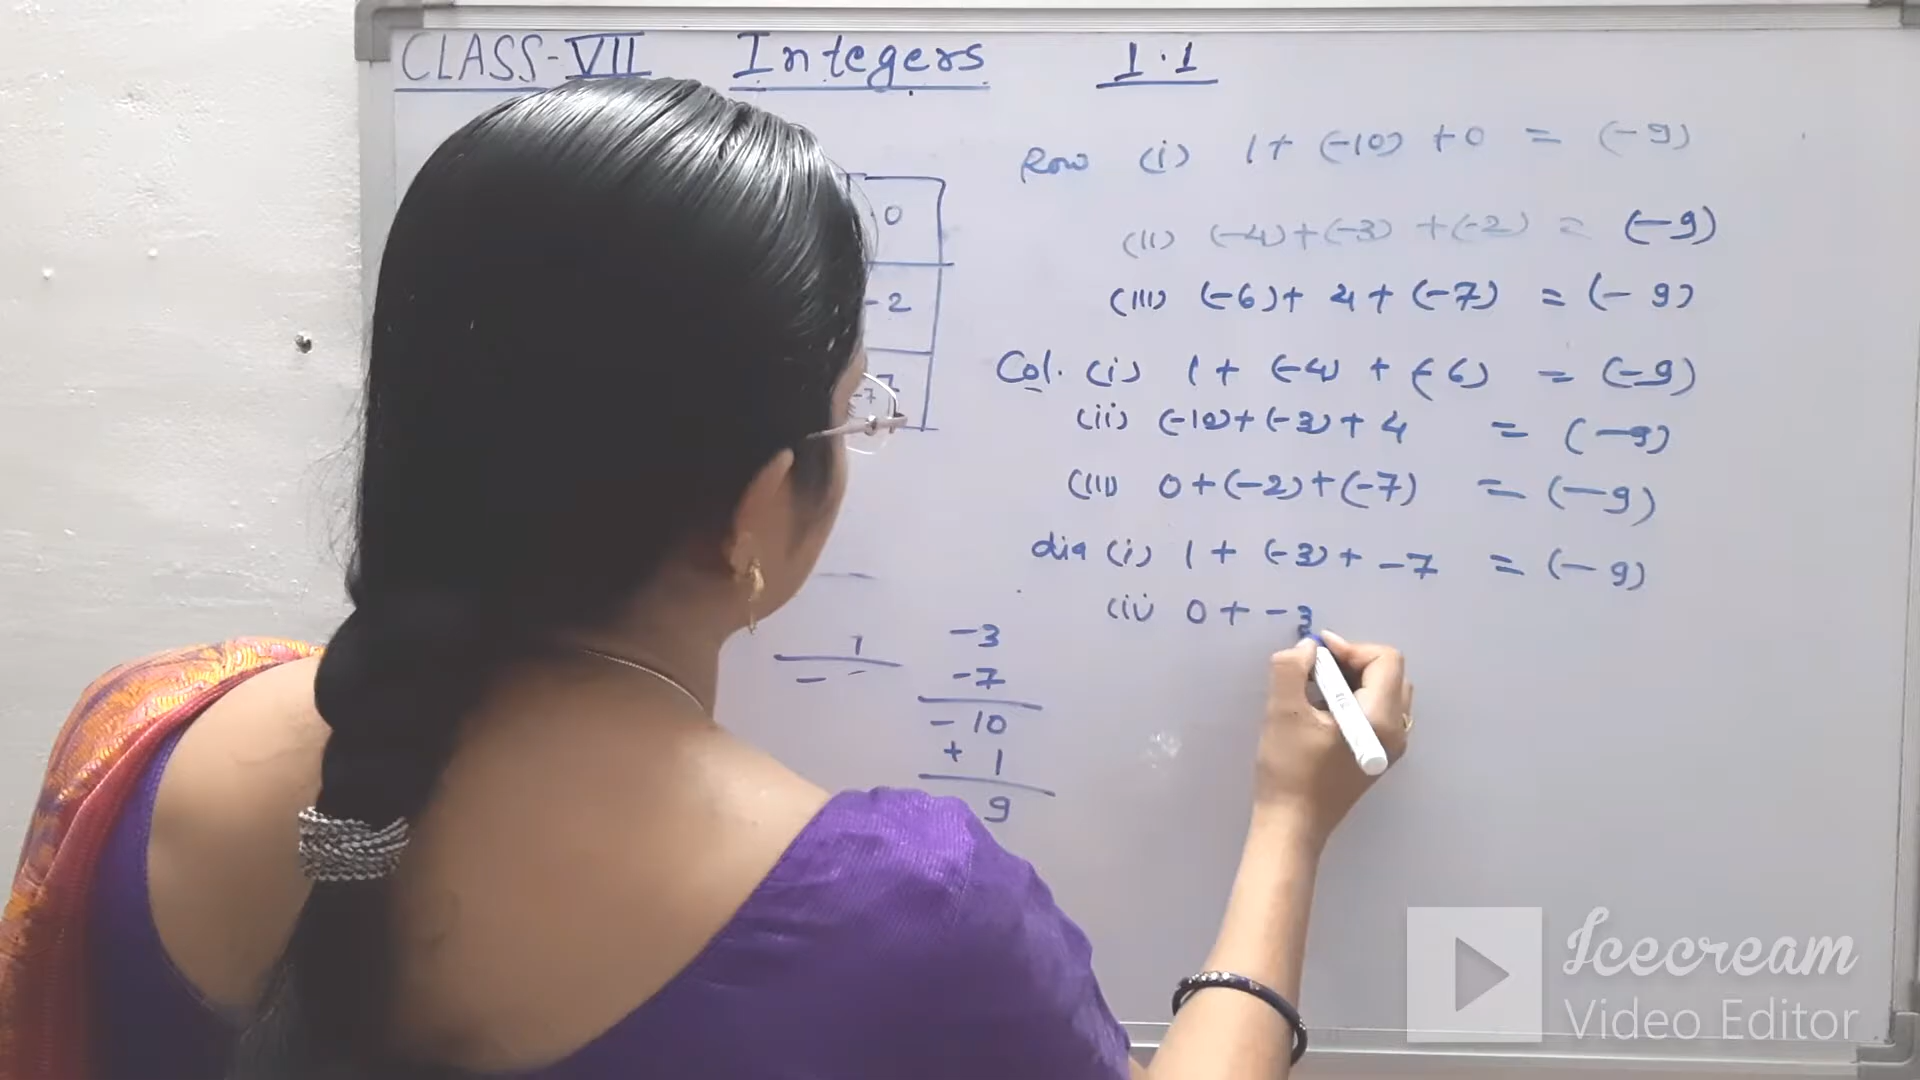 CLASS-VII Integers 1.1
Row (i) 1 + (-10) + 0 = (-9)
(ii) (-4)+(-3) +(-2) = (-9)
(iii) (-6)+ 4 + (-7) = (-9)
Col. (i) 1 + (-4) + (-6) = (-9)
(ii) (-10)+(-3)+ 4 = (-9)
(iii) 0 +(-2)+(-7) = (-9)
dia (i) 1 + (-3)+ -7 = (-9)
(ii) 0 + -3
0
-2
-7
1
-3
-7
-10
+ 1
9
Icecream
Video Editor